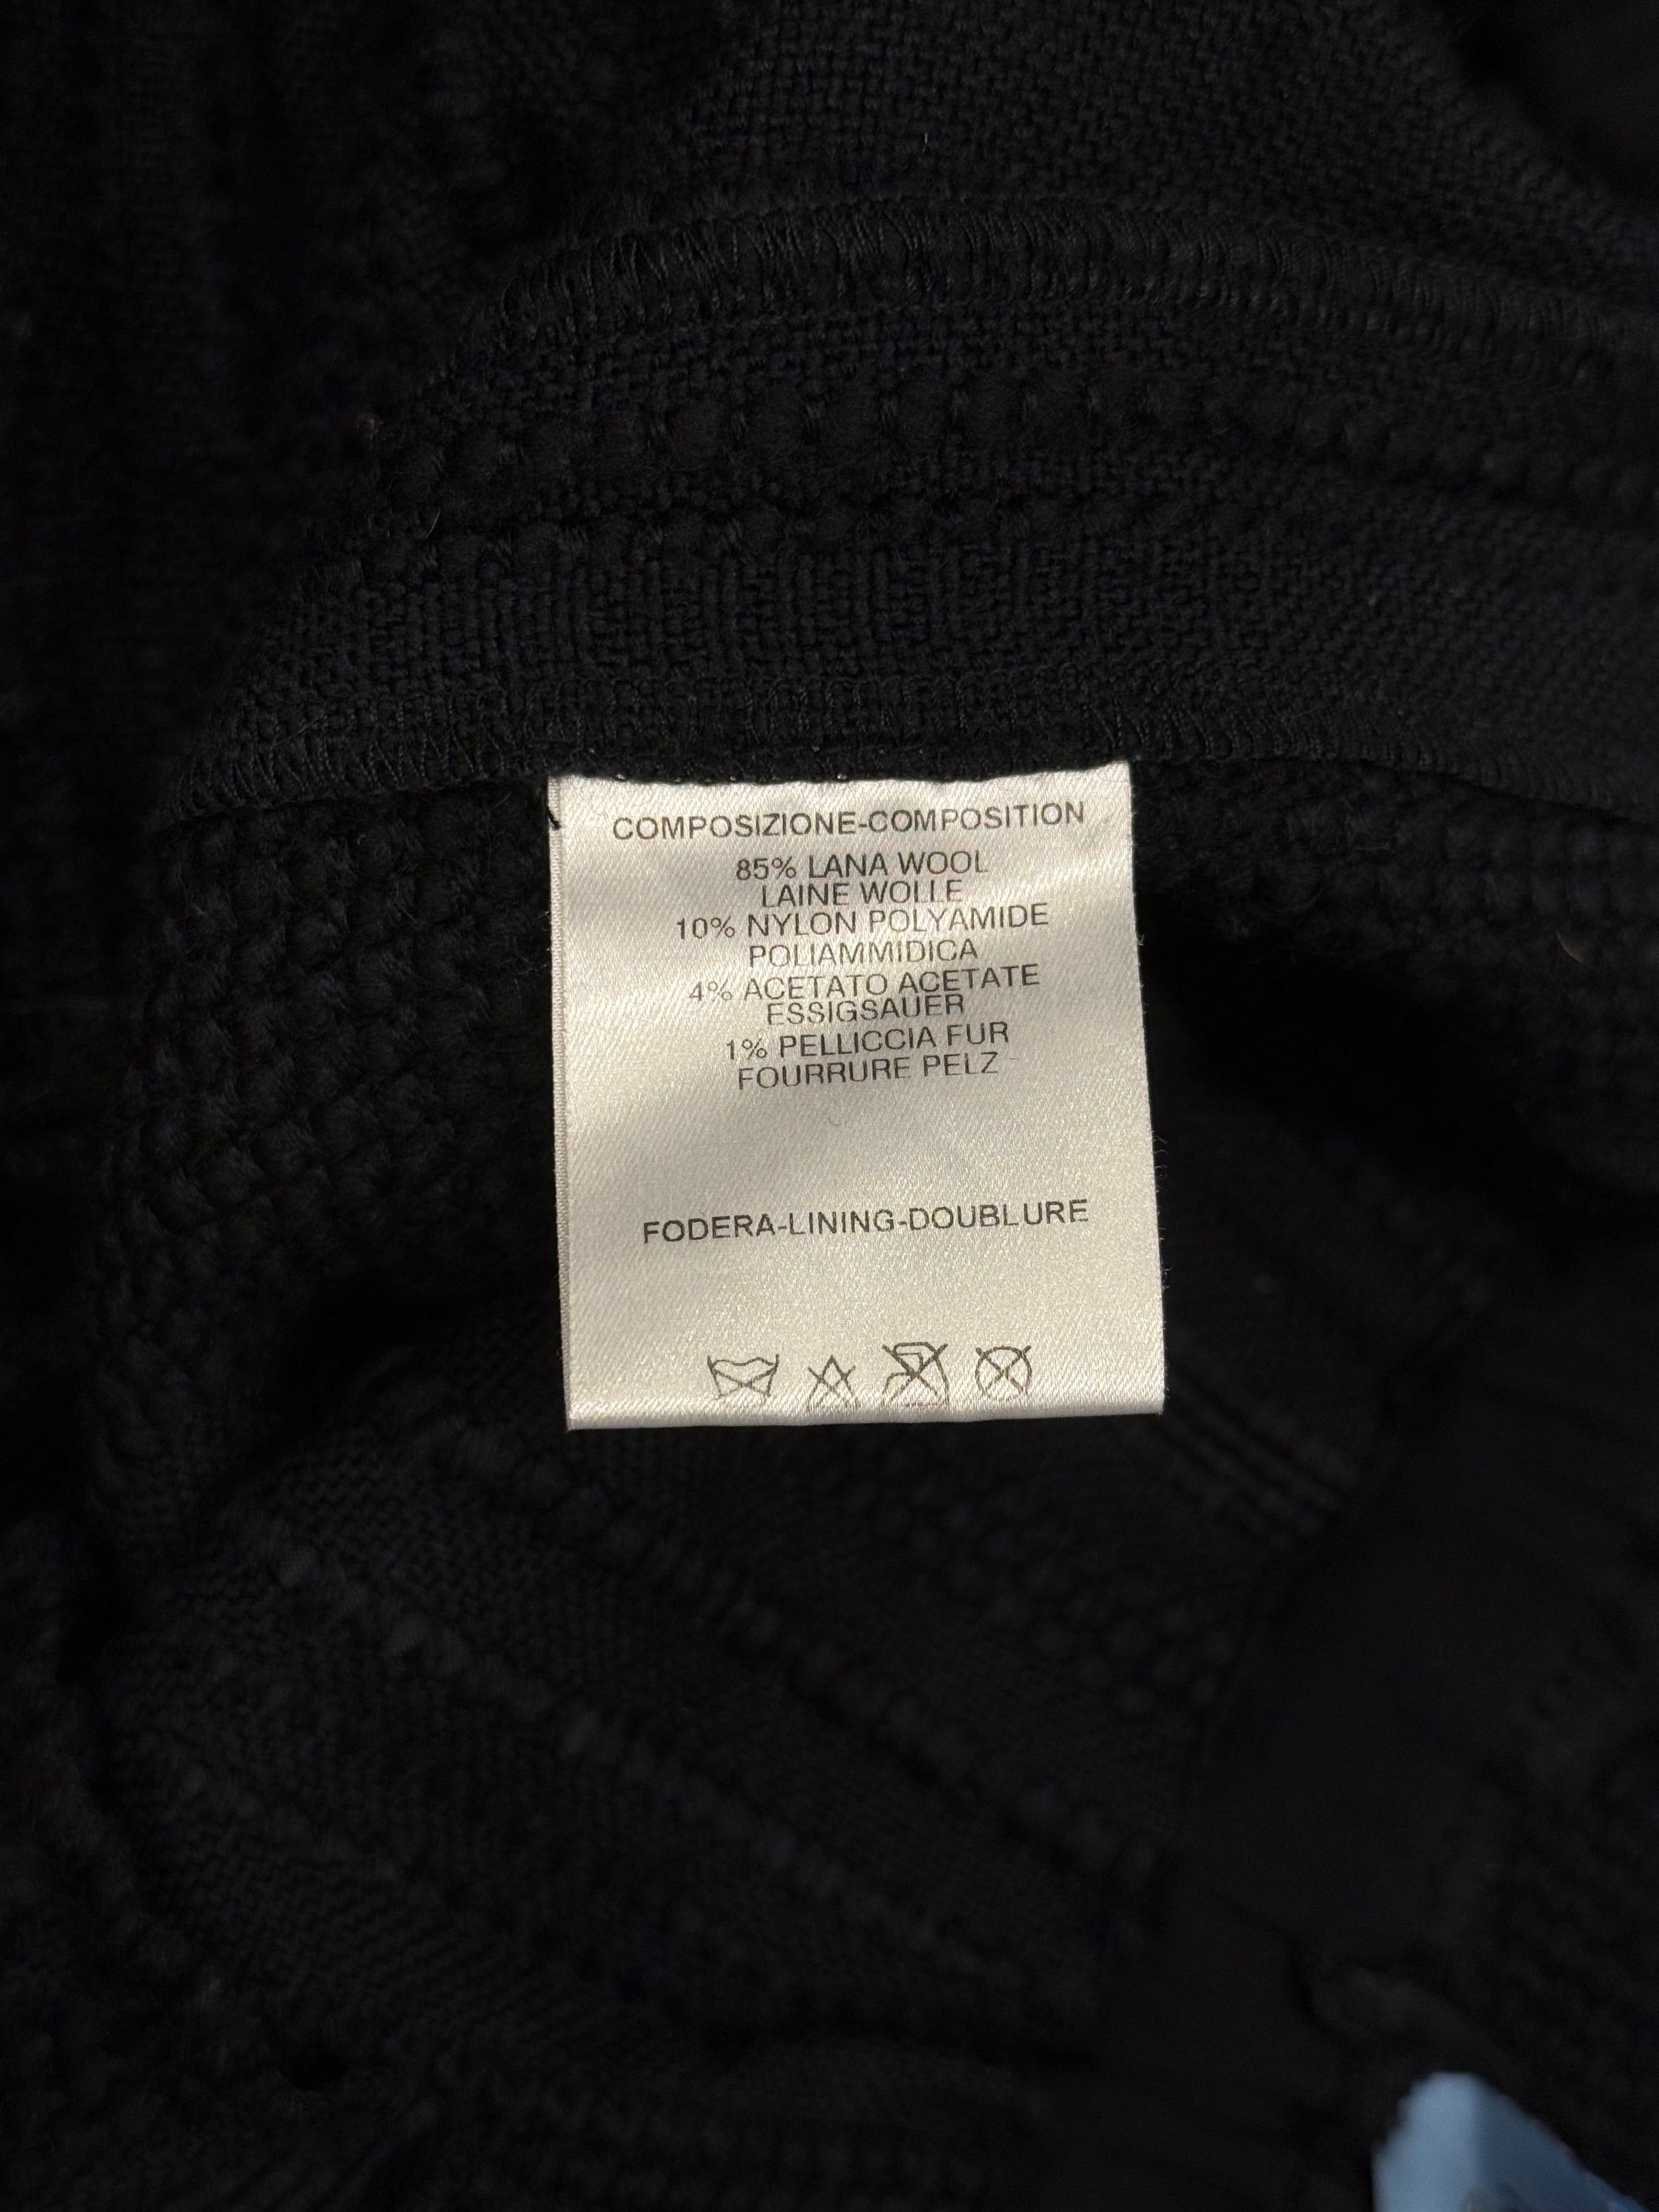 COMPOSIZIONE-COMPOSITION
85% LANA WOOL
LAINE WOLLE
10% NYLON POLYAMIDE
POLIAMMIDICA
4% ACETATO ACETATE
ESSIGSAUER
1% PELLICCIA FUR
FOURRURE PELZ
FODERA-LINING-DOUBLURE